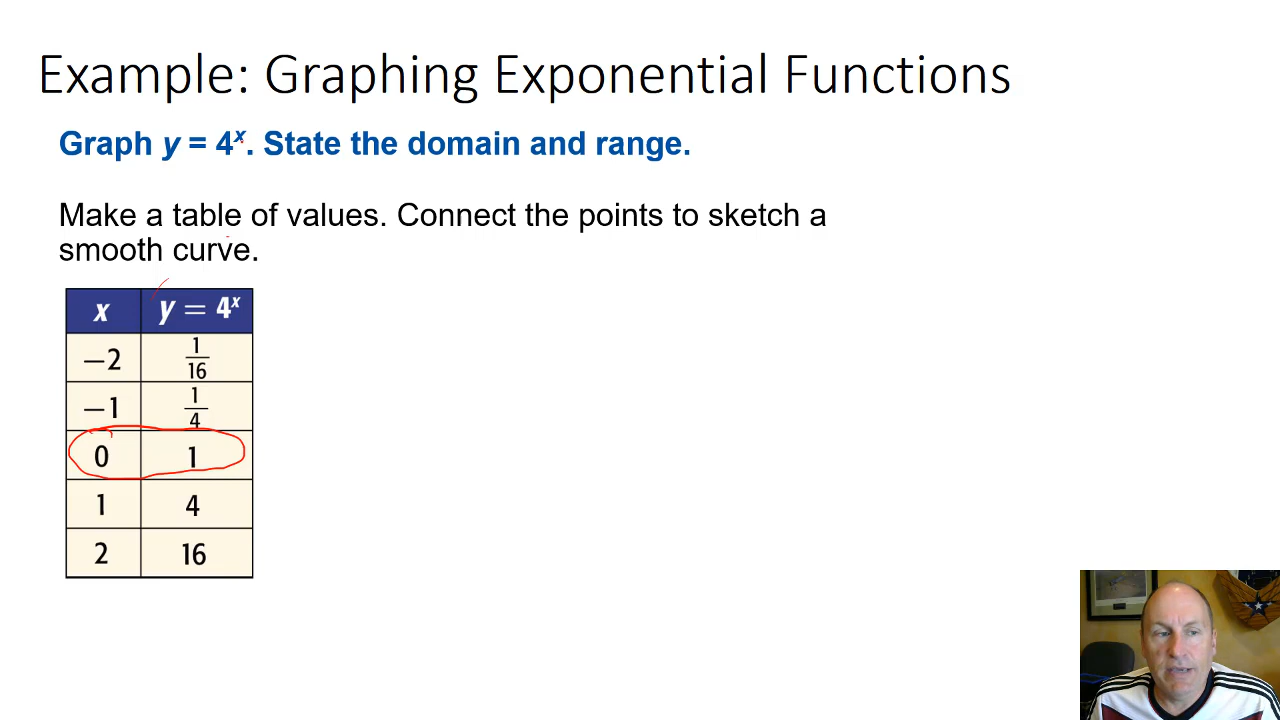 Example: Graphing Exponential Functions
Graph y = 4ˣ. State the domain and range.
Make a table of values. Connect the points to sketch a
smooth curve.
x y = 4ˣ
−2 1/16
−1 1/4
0 1
1 4
2 16